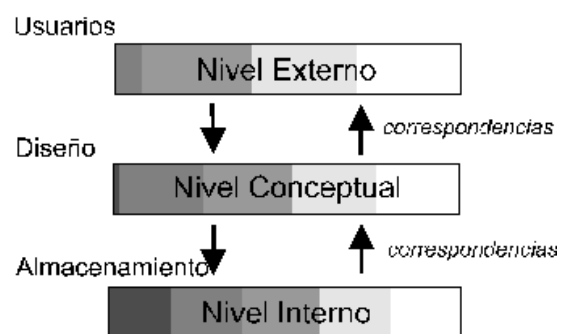 Usuarios
Nivel Externo
correspondencias
Diseño
Nivel Conceptual
correspondencias
Almacenamiento
Nivel Interno